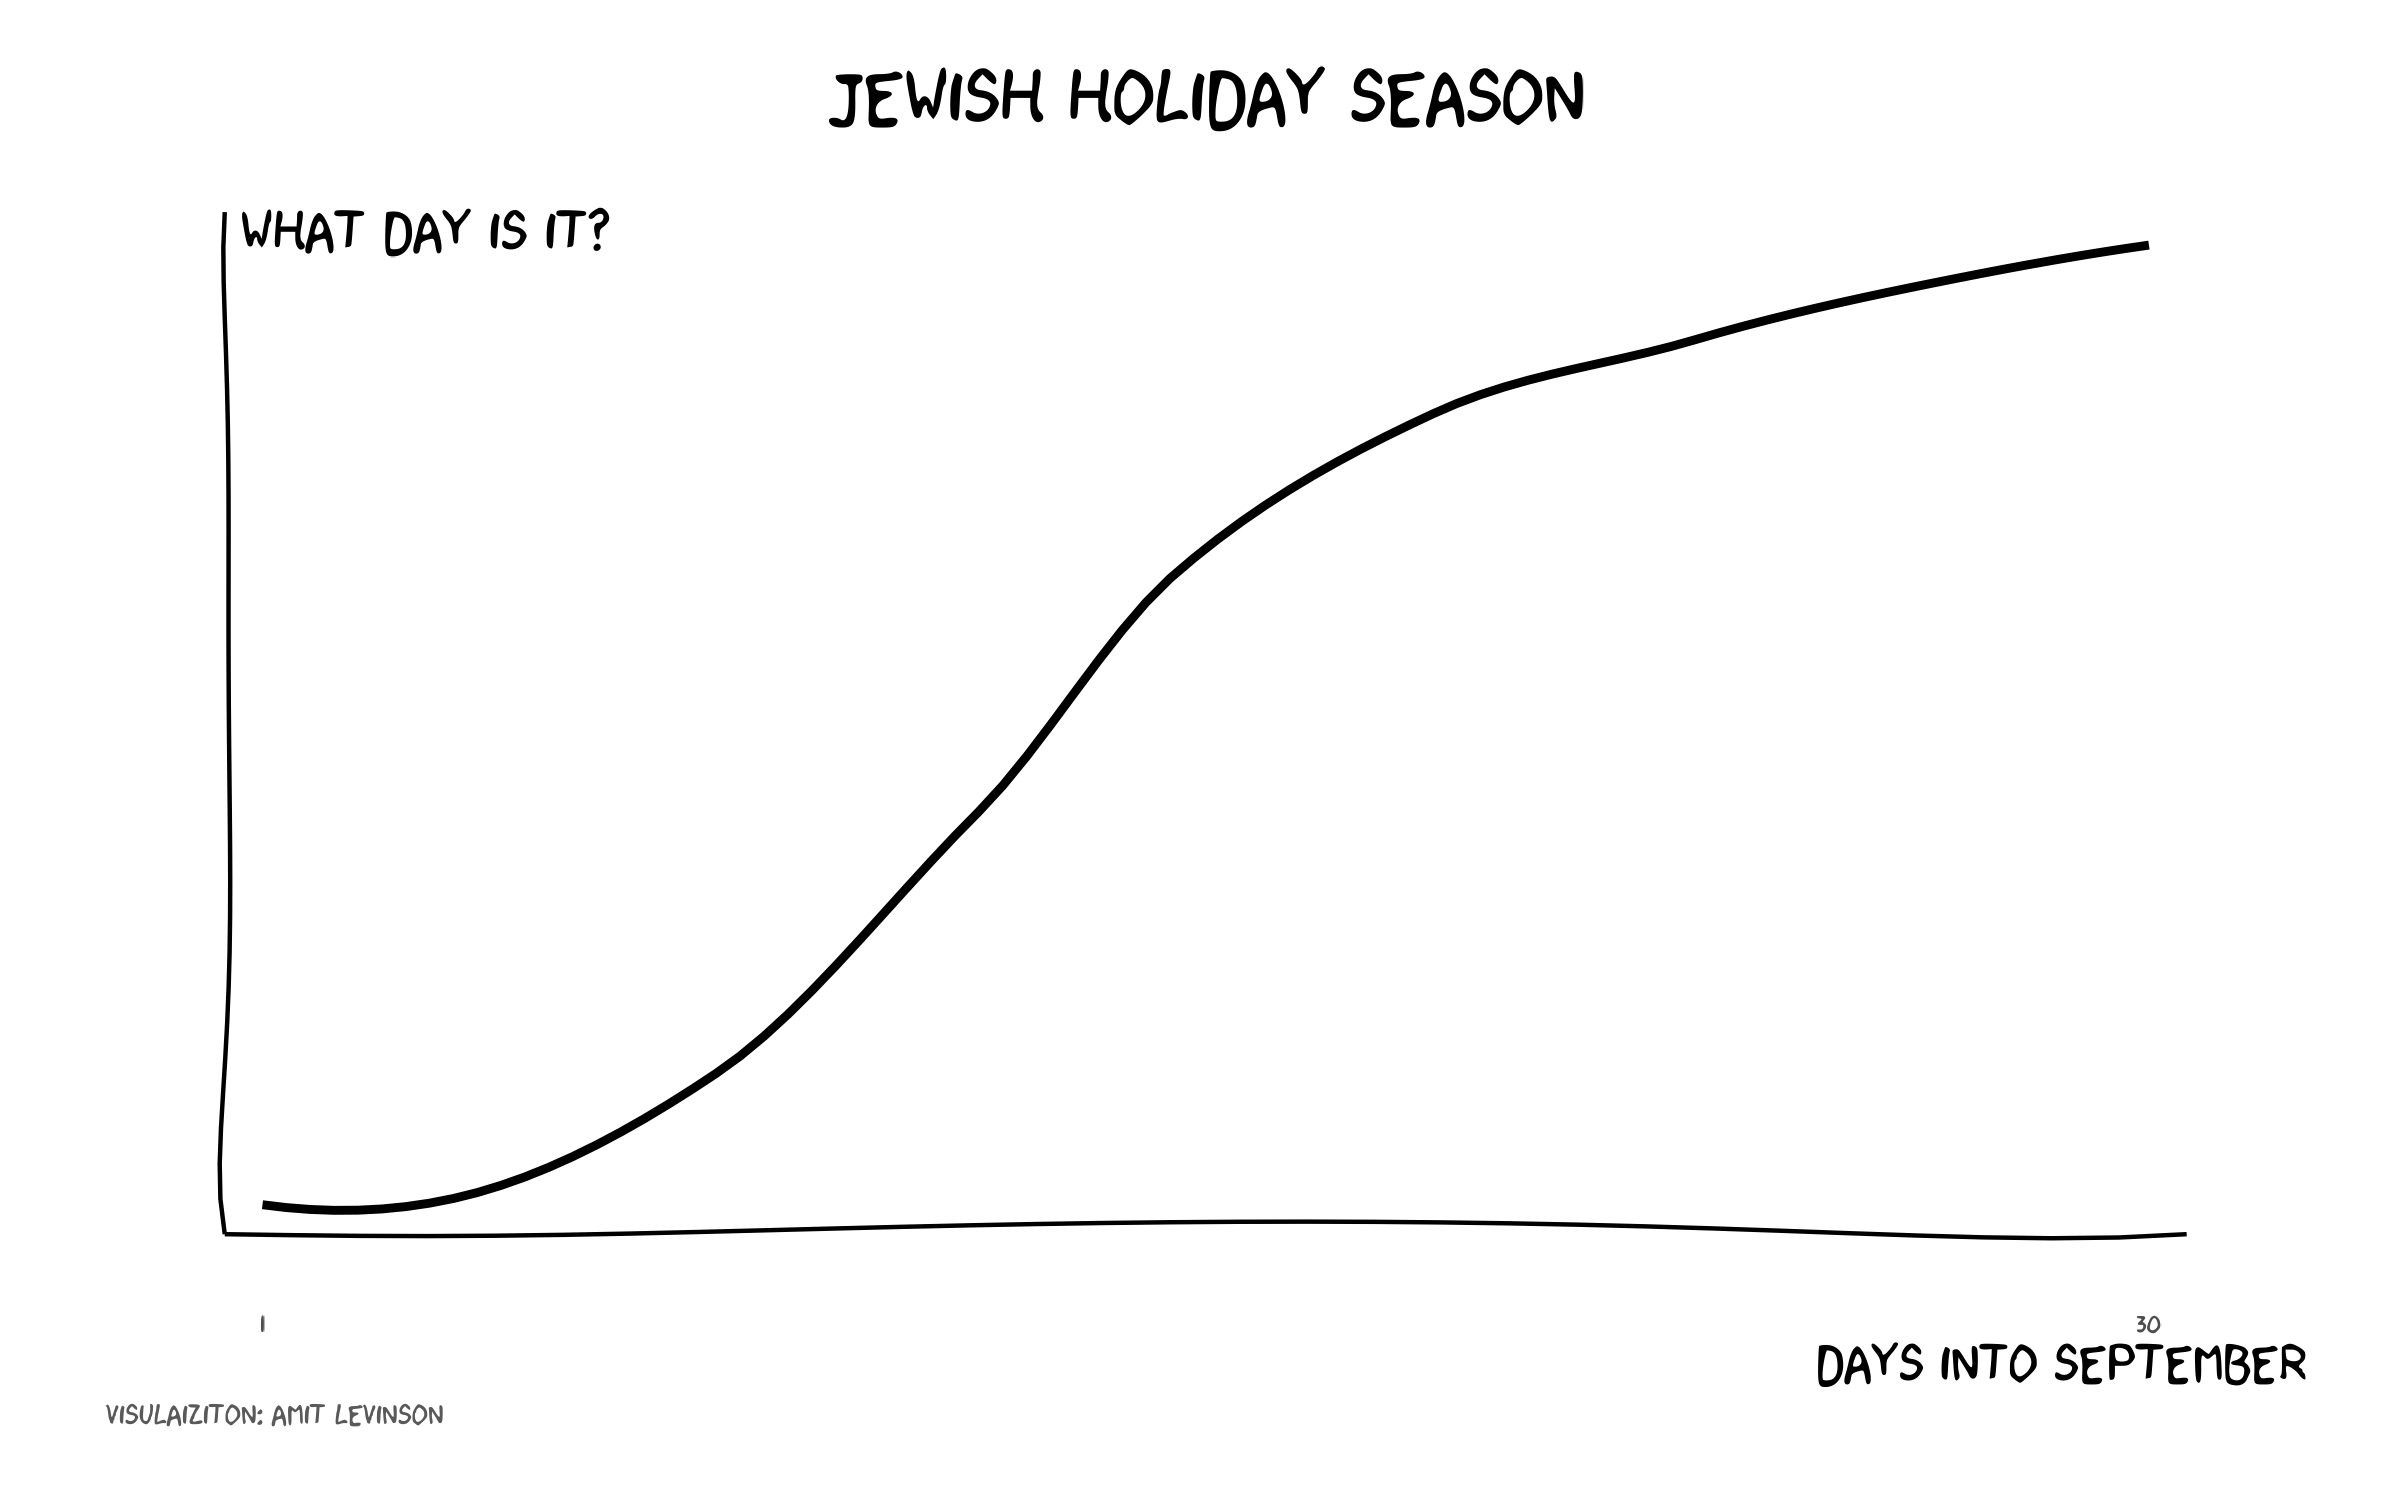 JEWISH HOLIDAY SEASON
WHAT DAY IS IT?
1
30
DAYS INTO SEPTEMBER
VISULAIZITON: AMIT LEVINSON